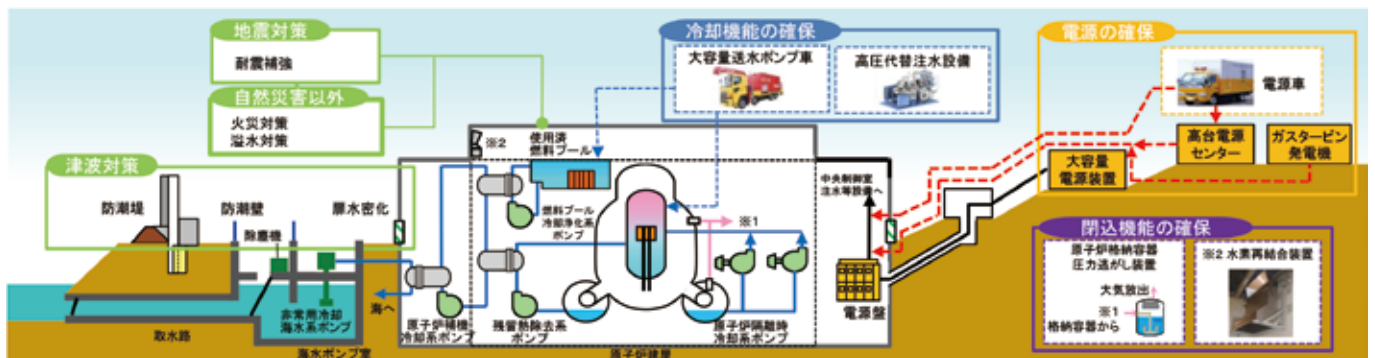 地震対策
耐震補強
自然災害以外
火災対策
溢水対策
津波対策
防潮堤
防潮壁
扉水密化
除塵機
非常用冷却
海水系ポンプ
取水路
海水ポンプ室
海へ
原子炉補機
冷却系ポンプ
※2
使用済
燃料プール
燃料プール
冷却浄化系
ポンプ
残留熱除去系
ポンプ
※1
原子炉隔離時
冷却系ポンプ
原子炉建屋
冷却機能の確保
大容量送水ポンプ車
高圧代替注水設備
中央制御室
注水等設備へ
電源盤
電源の確保
電源車
高台電源
センター
ガスタービン
発電機
大容量
電源装置
閉込機能の確保
原子炉格納容器
圧力逃がし装置
大気放出
※1
格納容器から
※2 水素再結合装置